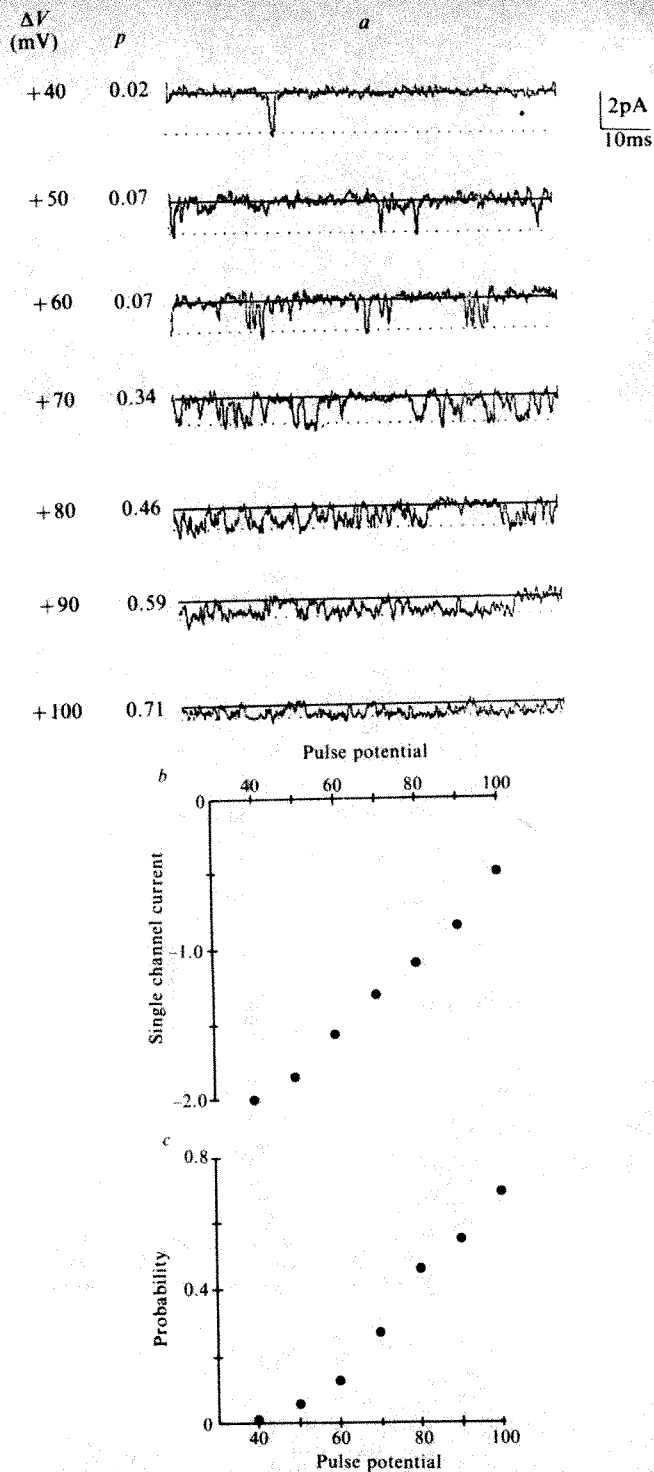 ΔV
(mV) p a
+40 0.02
2pA
10ms
+50 0.07
+60 0.07
+70 0.34
+80 0.46
+90 0.59
+100 0.71
Pulse potential
b
40 60 80 100
0
-1.0
-2.0
Single channel current
c
0.8
0.4
0
Probability
40 60 80 100
Pulse potential